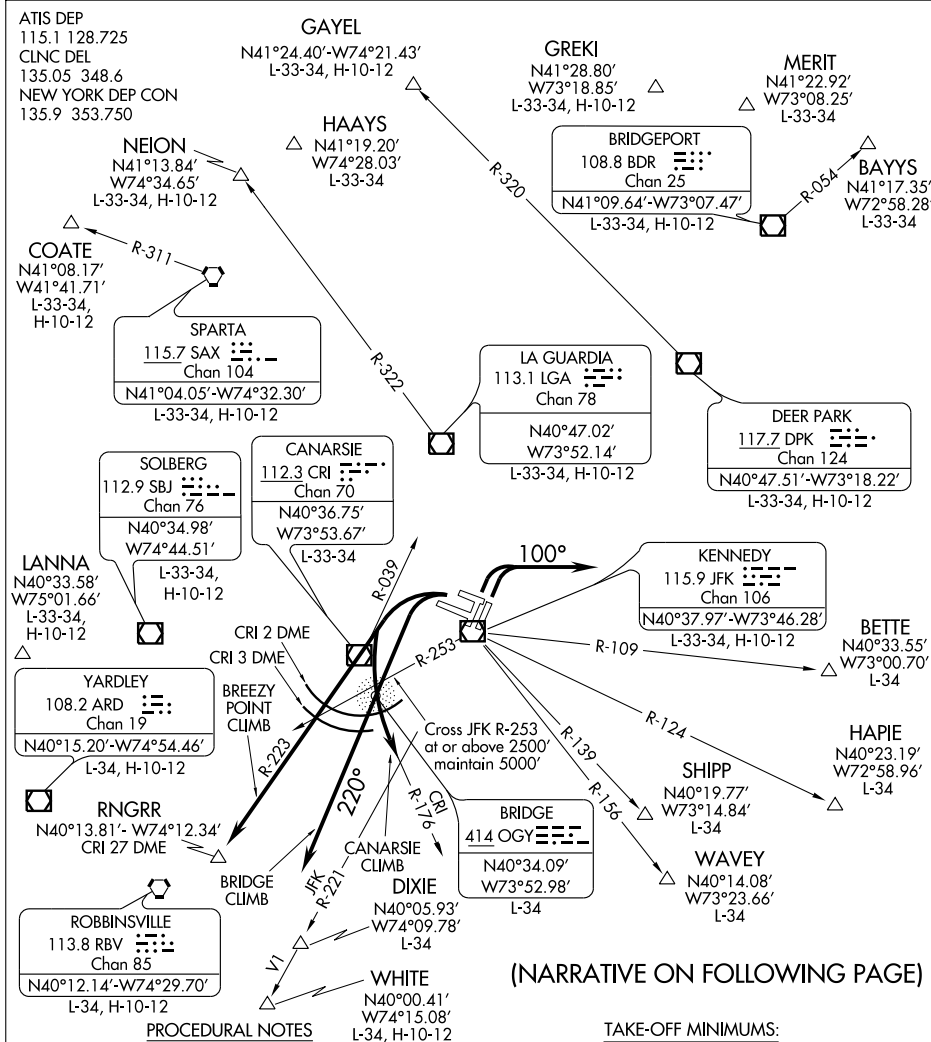 ATIS DEP
115.1 128.725
CLNC DEL
135.05 348.6
NEW YORK DEP CON
135.9 353.750
GAYEL
N41°24.40′-W74°21.43′
L-33-34, H-10-12
GREKI
N41°28.80′
W73°18.85′
L-33-34, H-10-12
MERIT
N41°22.92′
W73°08.25′
L-33-34
HAAYS
N41°19.20′
W74°28.03′
L-33-34
NEION
N41°13.84′
W74°34.65′
L-33-34, H-10-12
BRIDGEPORT
108.8 BDR
Chan 25
N41°09.64′-W73°07.47′
L-33-34, H-10-12
R-054
BAYYS
N41°17.35′
W72°58.28′
L-33-34
R-320
COATE
N41°08.17′
W41°41.71′
L-33-34,
H-10-12
R-311
SPARTA
115.7 SAX
Chan 104
N41°04.05′-W74°32.30′
L-33-34, H-10-12
R-322
LA GUARDIA
113.1 LGA
Chan 78
N40°47.02′
W73°52.14′
L-33-34, H-10-12
DEER PARK
117.7 DPK
Chan 124
N40°47.51′-W73°18.22′
L-33-34, H-10-12
SOLBERG
112.9 SBJ
Chan 76
N40°34.98′
W74°44.51′
L-33-34,
H-10-12
CANARSIE
112.3 CRI
Chan 70
N40°36.75′
W73°53.67′
L-33-34
LANNA
N40°33.58′
W75°01.66′
L-33-34,
H-10-12
R-039
100°
KENNEDY
115.9 JFK
Chan 106
N40°37.97′-W73°46.28′
L-33-34, H-10-12
CRI 2 DME
CRI 3 DME
R-253
R-109
BETTE
N40°33.55′
W73°00.70′
L-34
YARDLEY
108.2 ARD
Chan 19
N40°15.20′-W74°54.46′
L-34, H-10-12
BREEZY
POINT
CLIMB
R-223
Cross JFK R-253
at or above 2500′
maintain 5000′
R-124
R-139
R-156
HAPIE
N40°23.19′
W72°58.96′
L-34
SHIPP
N40°19.77′
W73°14.84′
L-34
RNGRR
N40°13.81′- W74°12.34′
CRI 27 DME
220°
CRI
R-176
BRIDGE
414 OGY
N40°34.09′
W73°52.98′
L-34
WAVEY
N40°14.08′
W73°23.66′
L-34
BRIDGE
CLIMB
JFK
R-221
CANARSIE
CLIMB
DIXIE
N40°05.93′
W74°09.78′
L-34
ROBBINSVILLE
113.8 RBV
Chan 85
N40°12.14′-W74°29.70′
L-34, H-10-12
V1
WHITE
N40°00.41′
W74°15.08′
L-34, H-10-12
(NARRATIVE ON FOLLOWING PAGE)
PROCEDURAL NOTES
TAKE-OFF MINIMUMS: